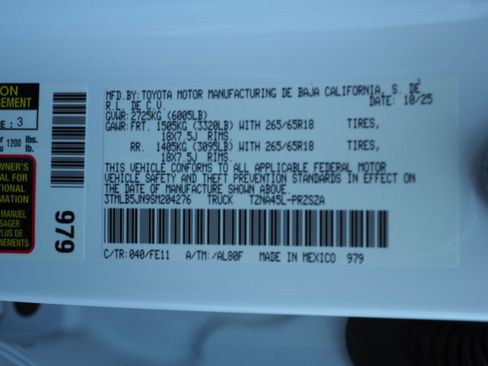 MFD.BY: TOYOTA MOTOR MANUFACTURING DE BAJA CALIFORNIA, S. DE
R.L. DE C.V.
DATE: 10/25
GVWR: 2725KG (6005LB)
GAWR: FRT. 1505KG (3320LB) WITH 265/65R18 TIRES,
18X7.5J RIMS.
RR. 1405KG (3095LB) WITH 265/65R18 TIRES,
18X7.5J RIMS.
THIS VEHICLE CONFORMS TO ALL APPLICABLE FEDERAL MOTOR
VEHICLE SAFETY AND THEFT PREVENTION STANDARDS IN EFFECT ON
THE DATE OF MANUFACTURE SHOWN ABOVE.
3TMLB5JN9SM204276 TRUCK TZNA45L-PRZSZA
C/TR: 040/FE11 A/TM: /AL80F MADE IN MEXICO 979
979
: 3
1200 lbs.